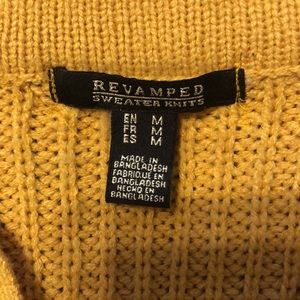 REVAMPED
SWEATER KNITS
EN M
FR M
ES M
MADE IN
BANGLADESH
FABRIQUE EN
BANGLADESH
HECHO EN
BANGLADESH